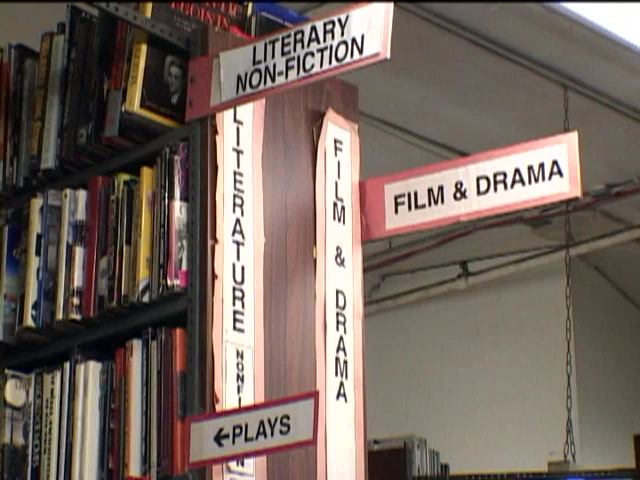 LITERARY
NON-FICTION
FILM & DRAMA
LITERATURE
FILM & DRAMA
←PLAYS